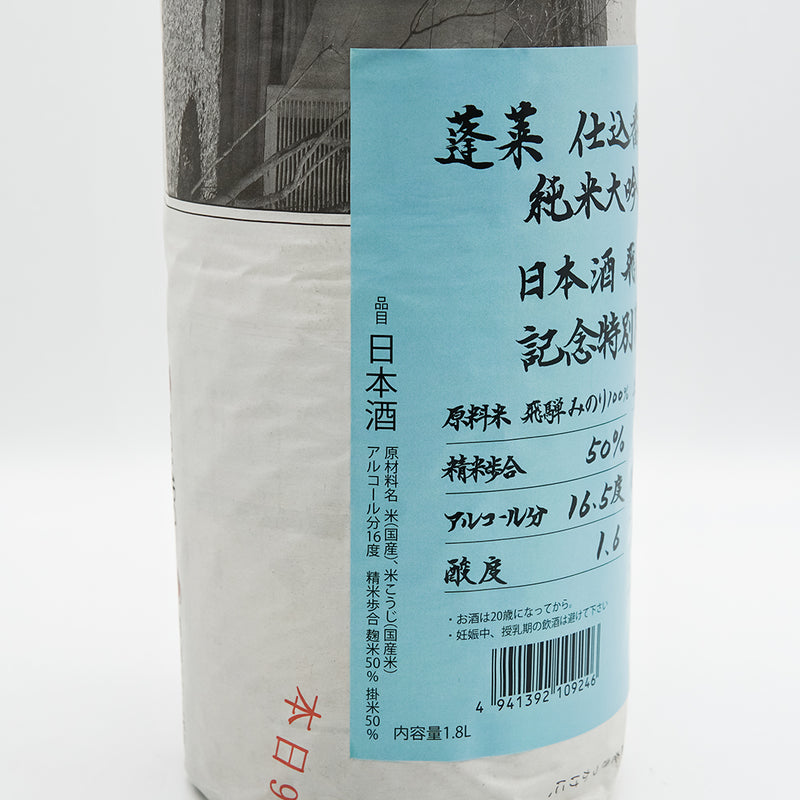 蓬莱 仕込
純米大吟
日本酒 飛
記念特別
原料米 飛騨みのり100%
精米歩合 50%
アルコール分 16.5度
酸度 1.6
品目 日本酒
原材料名 米(国産)、米こうじ(国産米)
アルコール分16度 精米歩合 麹米50% 掛米50%
・お酒は20歳になってから。
・妊娠中、授乳期の飲酒は避けて下さい
4 941392 109246
内容量1.8L
本日9